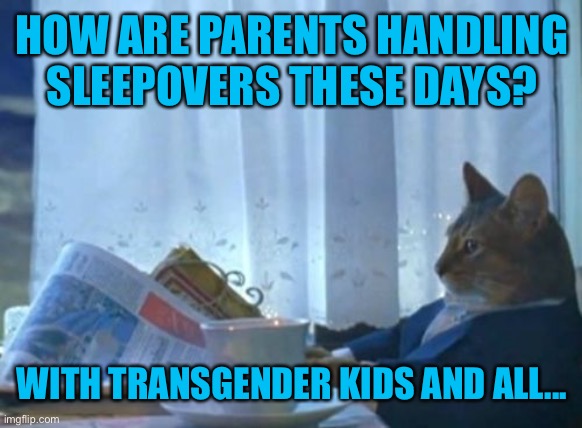 HOW ARE PARENTS HANDLING
SLEEPOVERS THESE DAYS?
WITH TRANSGENDER KIDS AND ALL...
imgflip.com